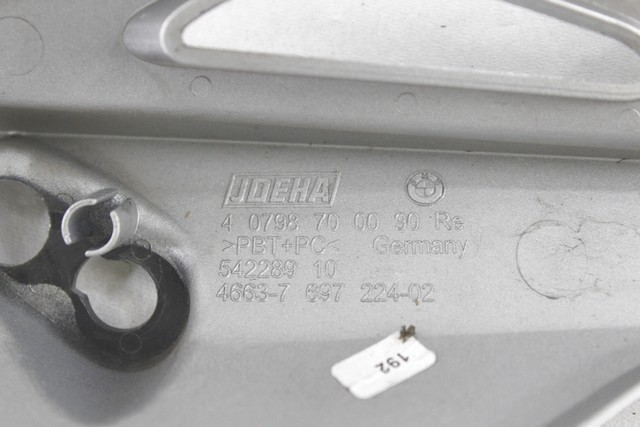 JOEHA
4 0798 70 00 90 Re
>PBT+PC< Germany
542289 10
4663-7 697 224-02
192